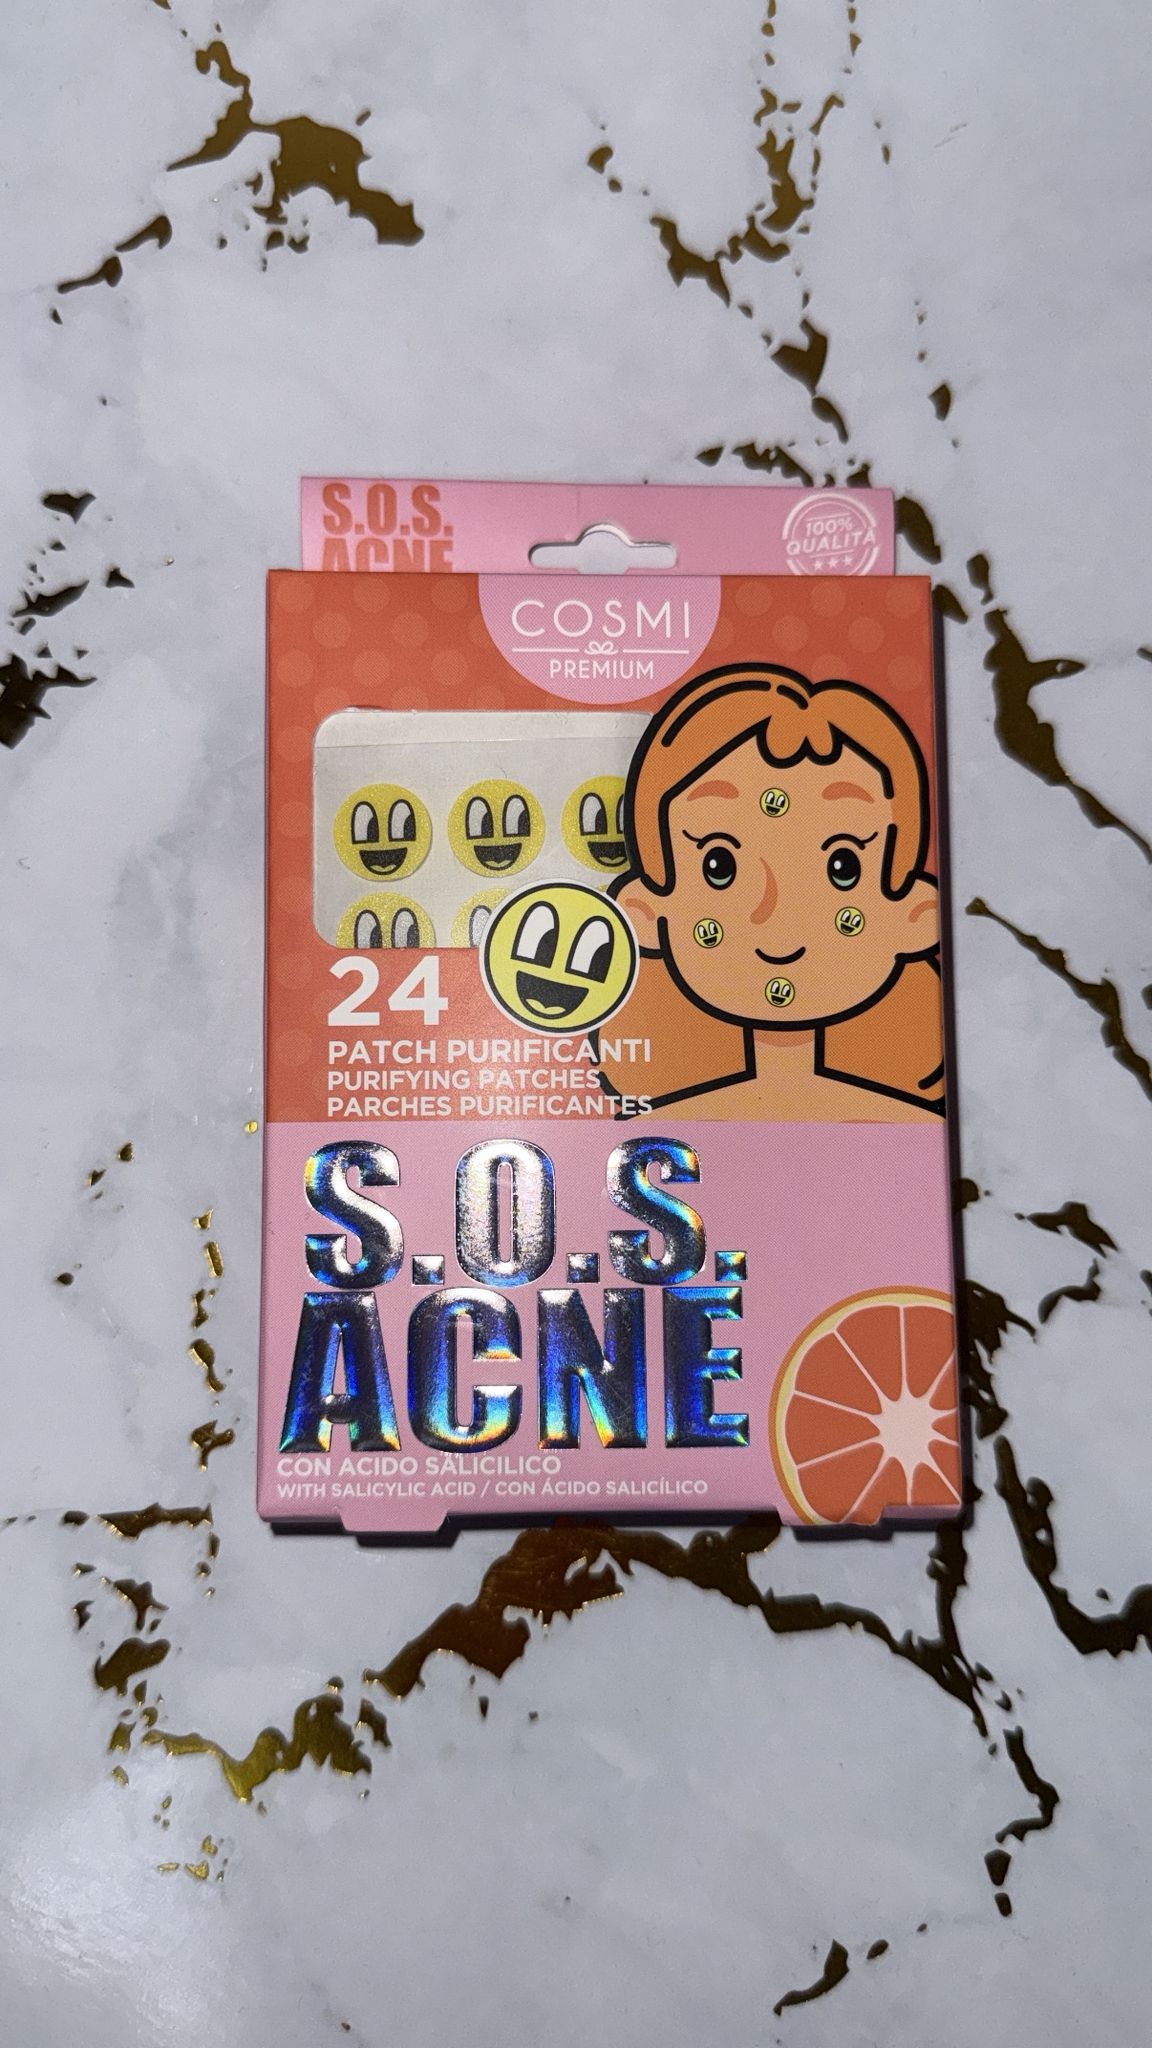 S.O.S.
ACNE
100%
QUALITÀ
COSMI
PREMIUM
24
PATCH PURIFICANTI
PURIFYING PATCHES
PARCHES PURIFICANTES
S.O.S.
ACNE
CON ACIDO SALICILICO
WITH SALICYLIC ACID / CON ÁCIDO SALICÍLICO